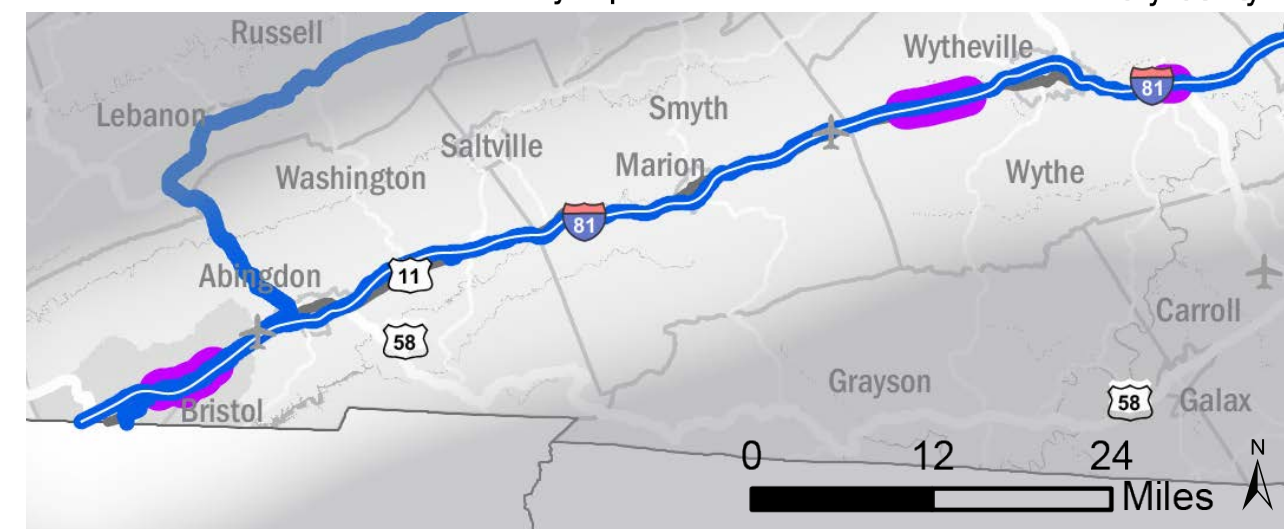 Russell
Wytheville
81
Lebanon
Smyth
Saltville
Marion
Washington
Wythe
81
Abingdon
11
Carroll
58
Grayson
58
Galax
Bristol
0 12 24
Miles
N